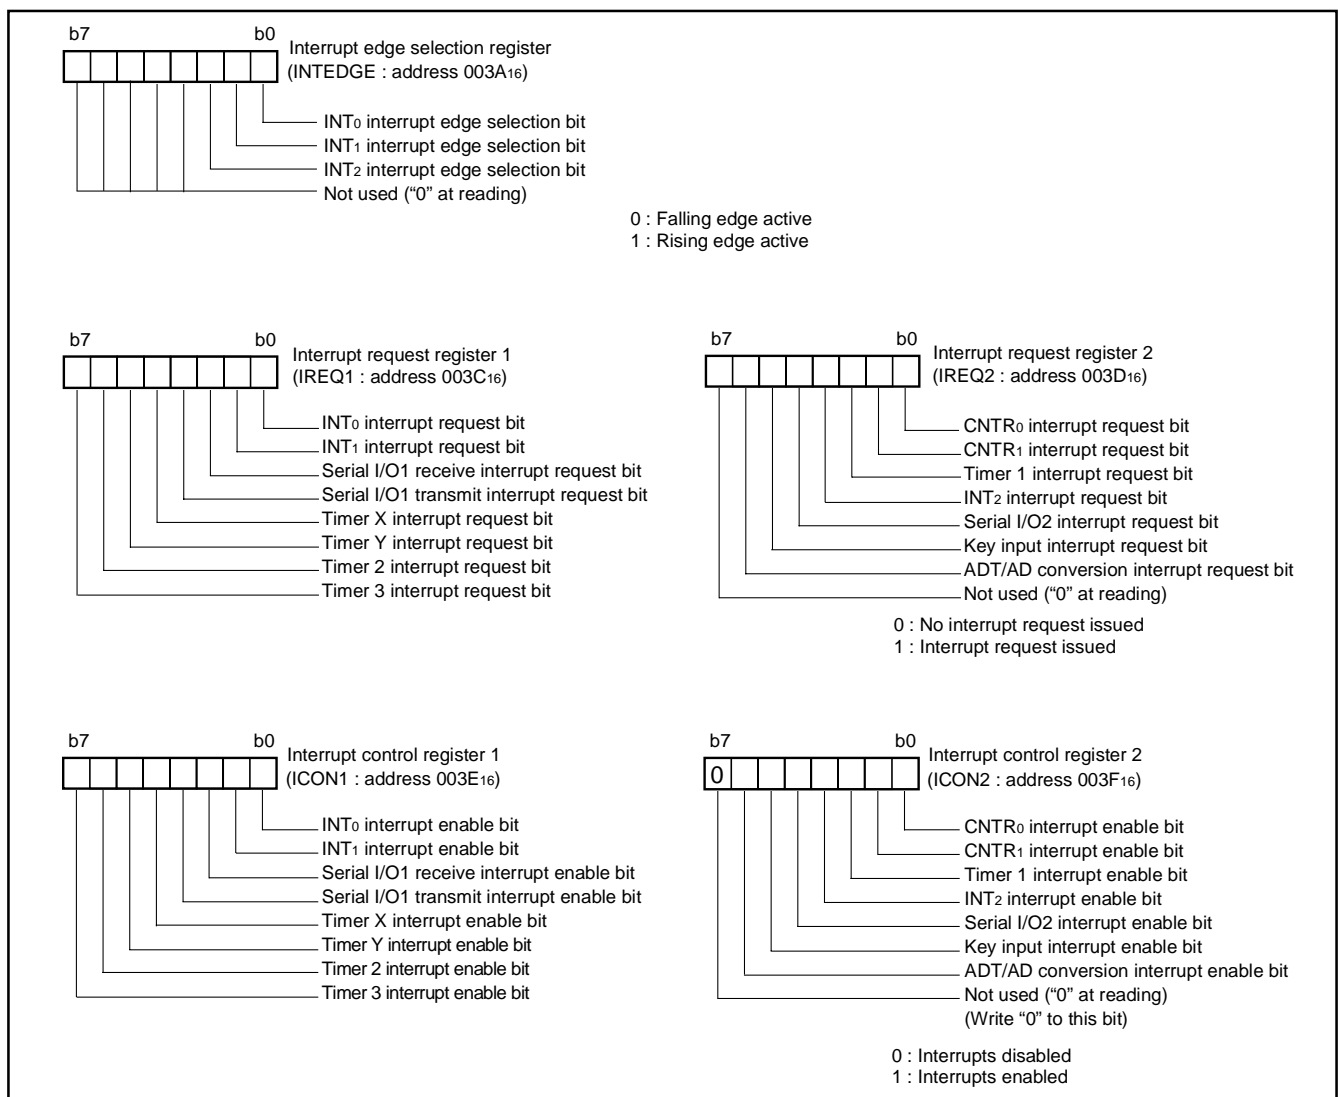 b7 b0
Interrupt edge selection register
(INTEDGE : address 003A16)
INT0 interrupt edge selection bit
INT1 interrupt edge selection bit
INT2 interrupt edge selection bit
Not used (“0” at reading)
0 : Falling edge active
1 : Rising edge active
b7 b0
Interrupt request register 1
(IREQ1 : address 003C16)
INT0 interrupt request bit
INT1 interrupt request bit
Serial I/O1 receive interrupt request bit
Serial I/O1 transmit interrupt request bit
Timer X interrupt request bit
Timer Y interrupt request bit
Timer 2 interrupt request bit
Timer 3 interrupt request bit
b7 b0
Interrupt request register 2
(IREQ2 : address 003D16)
CNTR0 interrupt request bit
CNTR1 interrupt request bit
Timer 1 interrupt request bit
INT2 interrupt request bit
Serial I/O2 interrupt request bit
Key input interrupt request bit
ADT/AD conversion interrupt request bit
Not used (“0” at reading)
0 : No interrupt request issued
1 : Interrupt request issued
b7 b0
Interrupt control register 1
(ICON1 : address 003E16)
INT0 interrupt enable bit
INT1 interrupt enable bit
Serial I/O1 receive interrupt enable bit
Serial I/O1 transmit interrupt enable bit
Timer X interrupt enable bit
Timer Y interrupt enable bit
Timer 2 interrupt enable bit
Timer 3 interrupt enable bit
b7 b0
0
Interrupt control register 2
(ICON2 : address 003F16)
CNTR0 interrupt enable bit
CNTR1 interrupt enable bit
Timer 1 interrupt enable bit
INT2 interrupt enable bit
Serial I/O2 interrupt enable bit
Key input interrupt enable bit
ADT/AD conversion interrupt enable bit
Not used (“0” at reading)
(Write “0” to this bit)
0 : Interrupts disabled
1 : Interrupts enabled